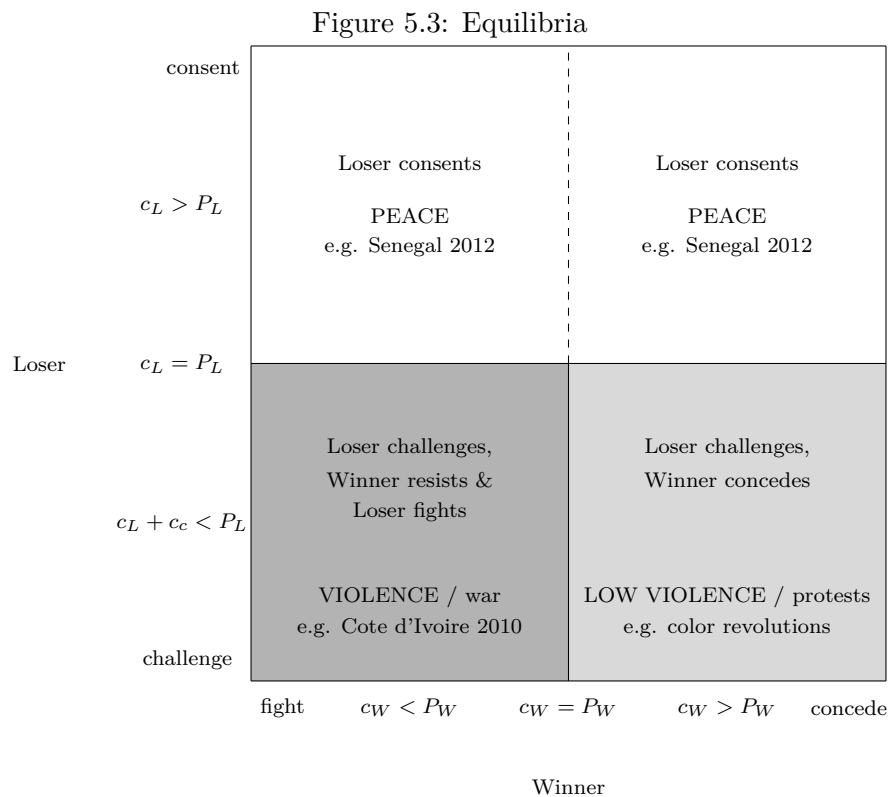 Figure 5.3: Equilibria
consent
Loser consents
Loser consents
c_L > P_L
PEACE
PEACE
e.g. Senegal 2012
e.g. Senegal 2012
Loser
c_L = P_L
Loser challenges,
Loser challenges,
Winner resists &
Winner concedes
Loser fights
c_L + c_c < P_L
VIOLENCE / war
LOW VIOLENCE / protests
e.g. Cote d'Ivoire 2010
e.g. color revolutions
challenge
fight
c_W < P_W
c_W = P_W
c_W > P_W
concede
Winner